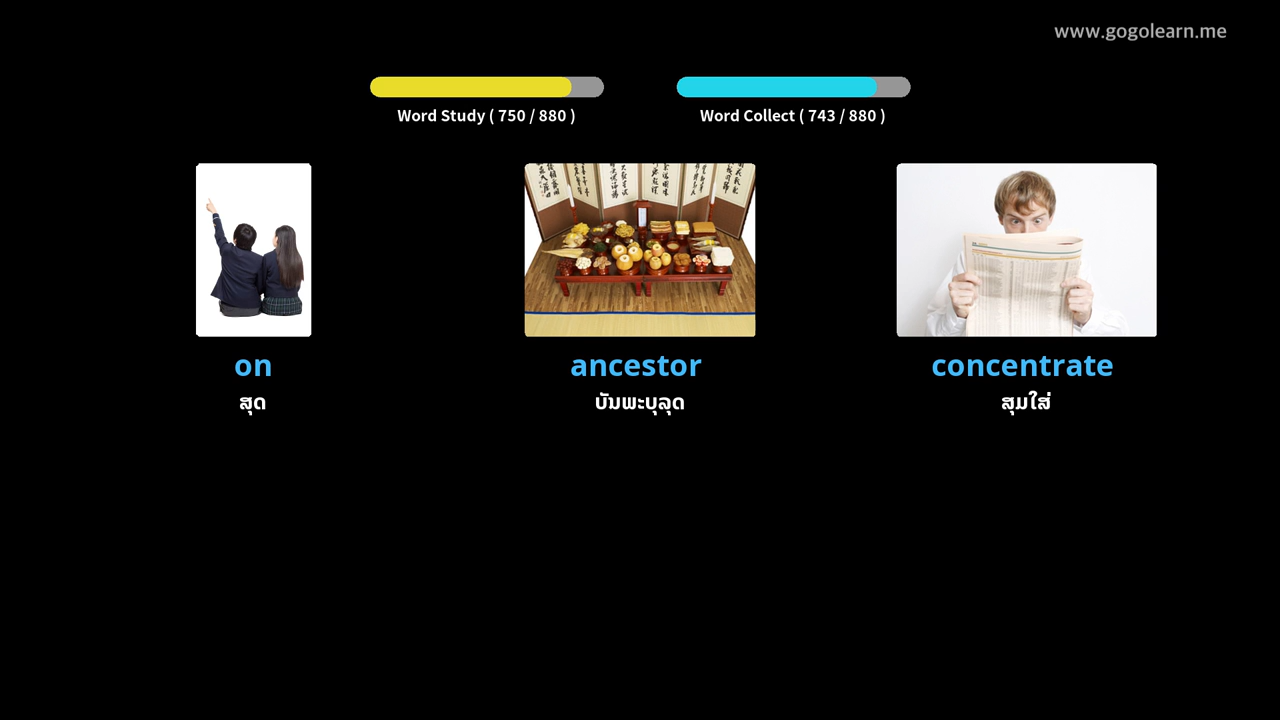 www.gogolearn.me
Word Study ( 750 / 880 )
Word Collect ( 743 / 880 )
on
ancestor
concentrate
ສຸດ
ບັນພະບຸລຸດ
ສຸມໃສ່